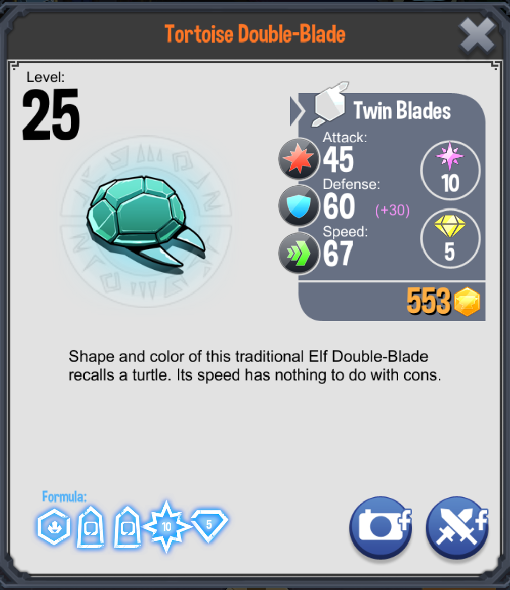 Tortoise Double-Blade
Level:
25
Twin Blades
Attack:
45
10
Defense:
60 (+30)
Speed:
67
5
553
Shape and color of this traditional Elf Double-Blade
recalls a turtle. Its speed has nothing to do with cons.
Formula:
10 5
f f